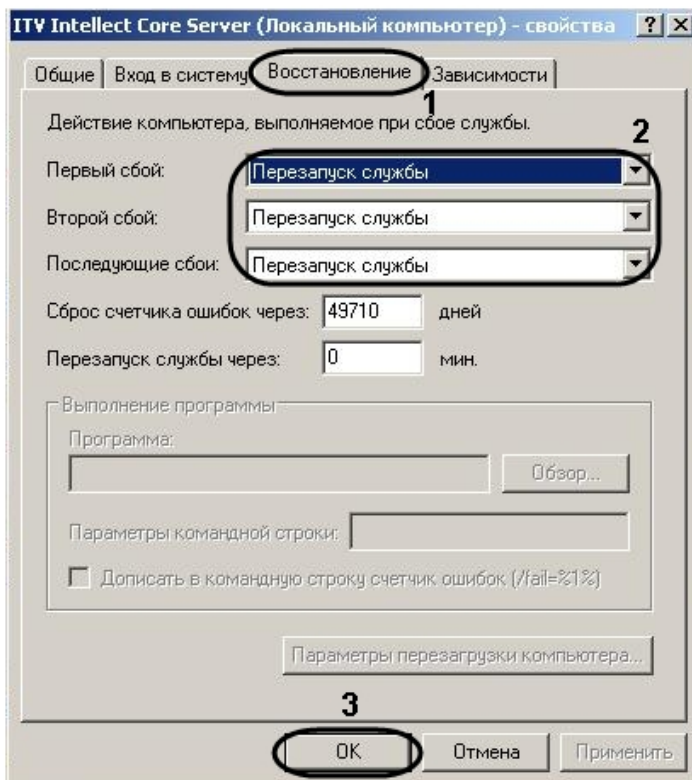 ITV Intellect Core Server (Локальный компьютер) - свойства
Общие Вход в систему Восстановление Зависимости
1
Действие компьютера, выполняемое при сбое службы.
2
Первый сбой: Перезапуск службы
Второй сбой: Перезапуск службы
Последующие сбои: Перезапуск службы
Сброс счетчика ошибок через: 49710 дней
Перезапуск службы через: 0 мин.
Выполнение программы
Программа:
Обзор...
Параметры командной строки:
Дописать в командную строку счетчик ошибок (/fail=%1%)
Параметры перезагрузки компьютера...
3
OK Отмена Применить